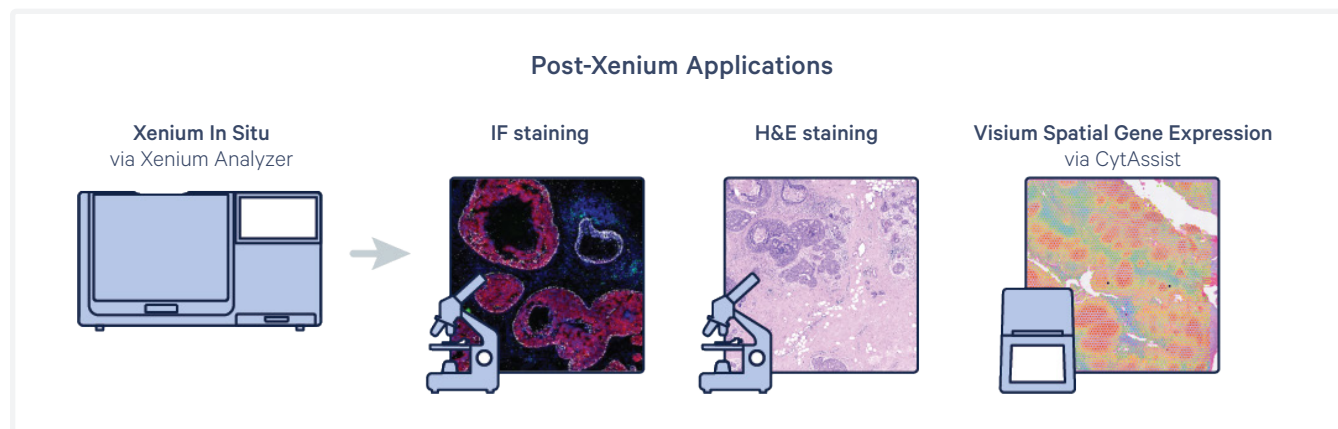 Post-Xenium Applications
Xenium In Situ
via Xenium Analyzer
IF staining
H&E staining
Visium Spatial Gene Expression
via CytAssist